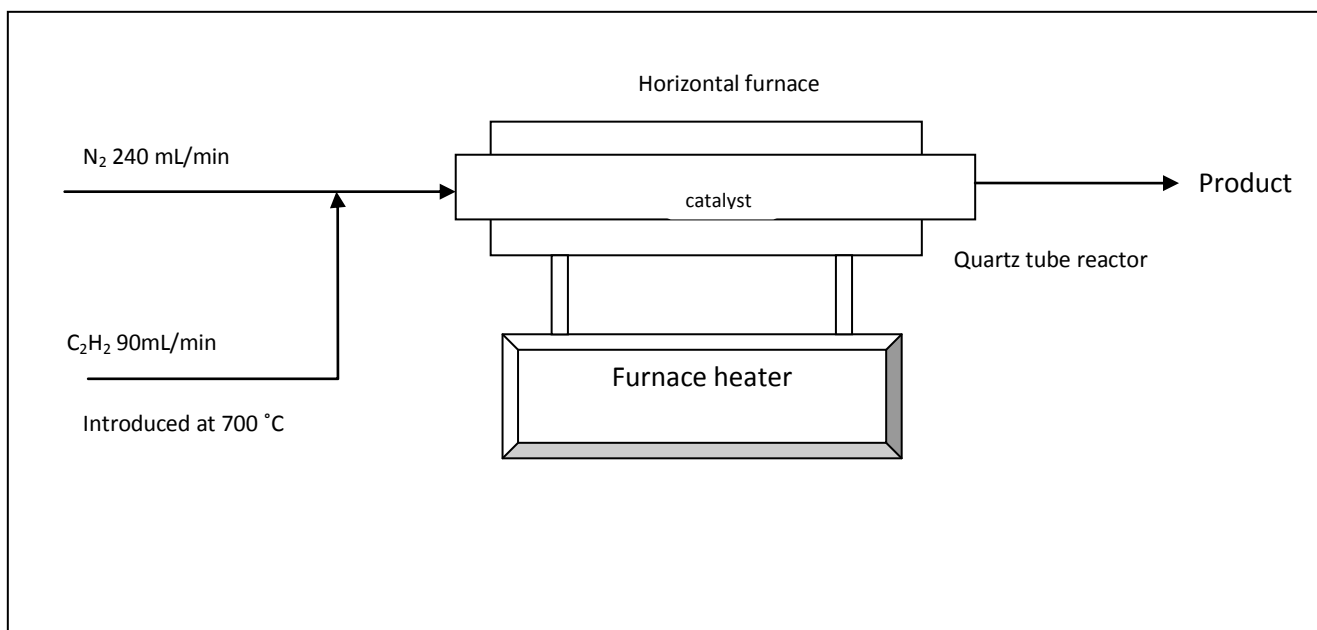 Horizontal furnace
N₂ 240 mL/min
catalyst
Product
Quartz tube reactor
C₂H₂ 90mL/min
Furnace heater
Introduced at 700 ˚C